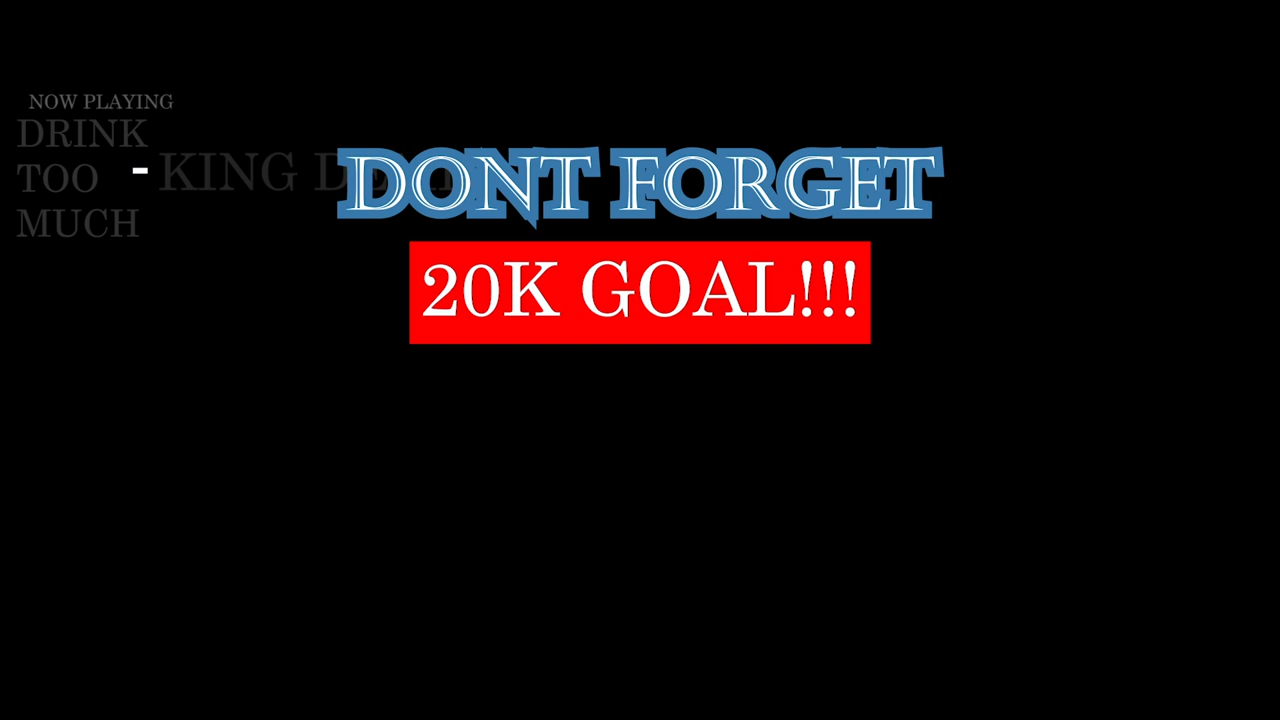 NOW PLAYING
DRINK
TOO
MUCH
- KING
DONT FORGET
20K GOAL!!!